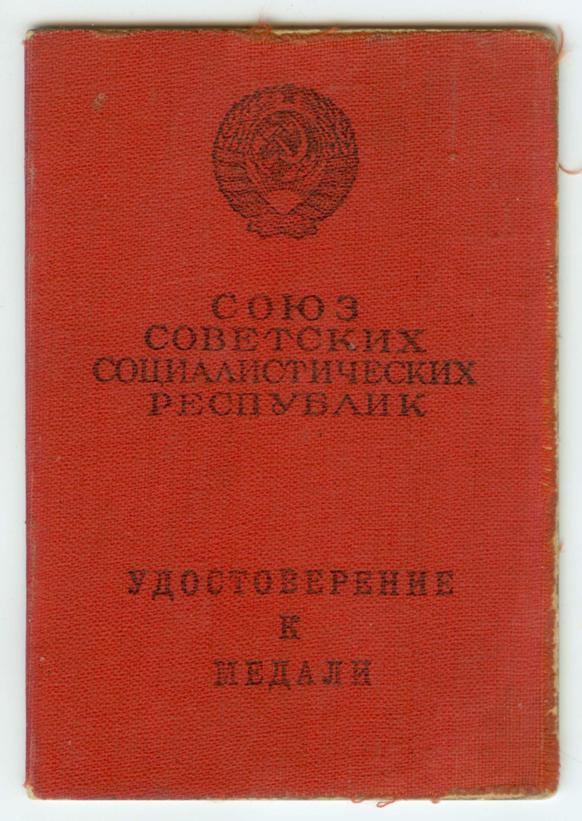 СОЮЗ
СОВЕТСКИХ
СОЦИАЛИСТИЧЕСКИХ
РЕСПУБЛИК
УДОСТОВЕРЕНИЕ
К
МЕДАЛИ